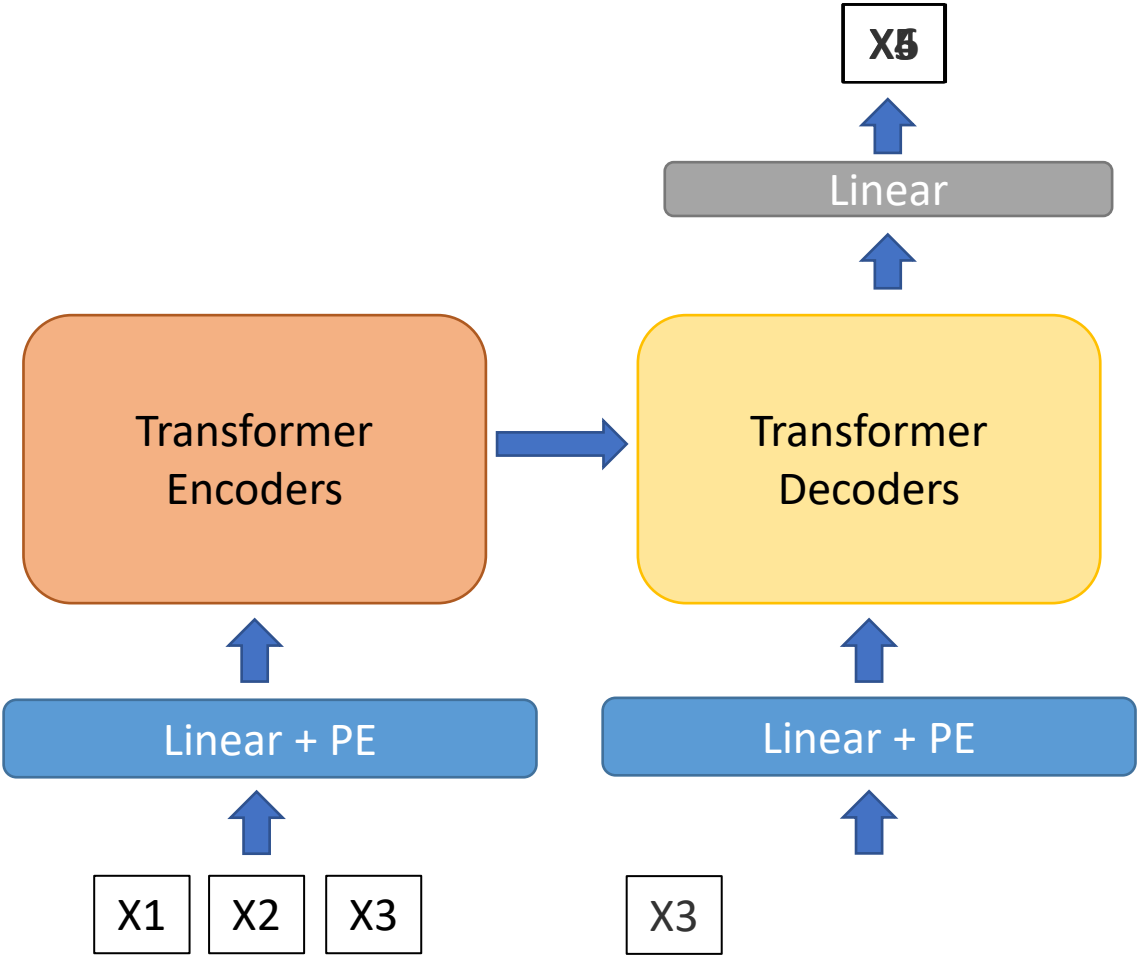 Linear
Transformer
Encoders
Transformer
Decoders
Linear + PE
Linear + PE
X1
X2
X3
X3